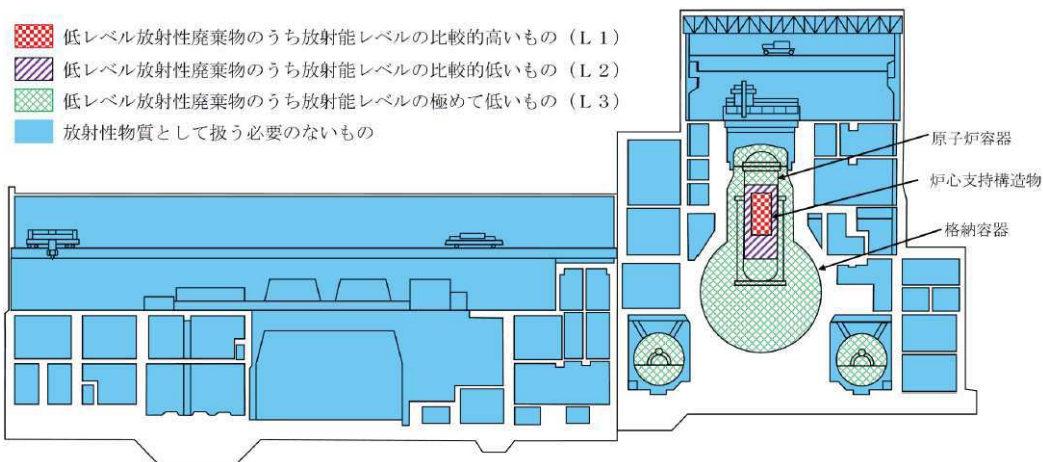 低レベル放射性廃棄物のうち放射能レベルの比較的高いもの（L1）
低レベル放射性廃棄物のうち放射能レベルの比較的低いもの（L2）
低レベル放射性廃棄物のうち放射能レベルの極めて低いもの（L3）
放射性物質として扱う必要のないもの
原子炉容器
炉心支持構造物
格納容器